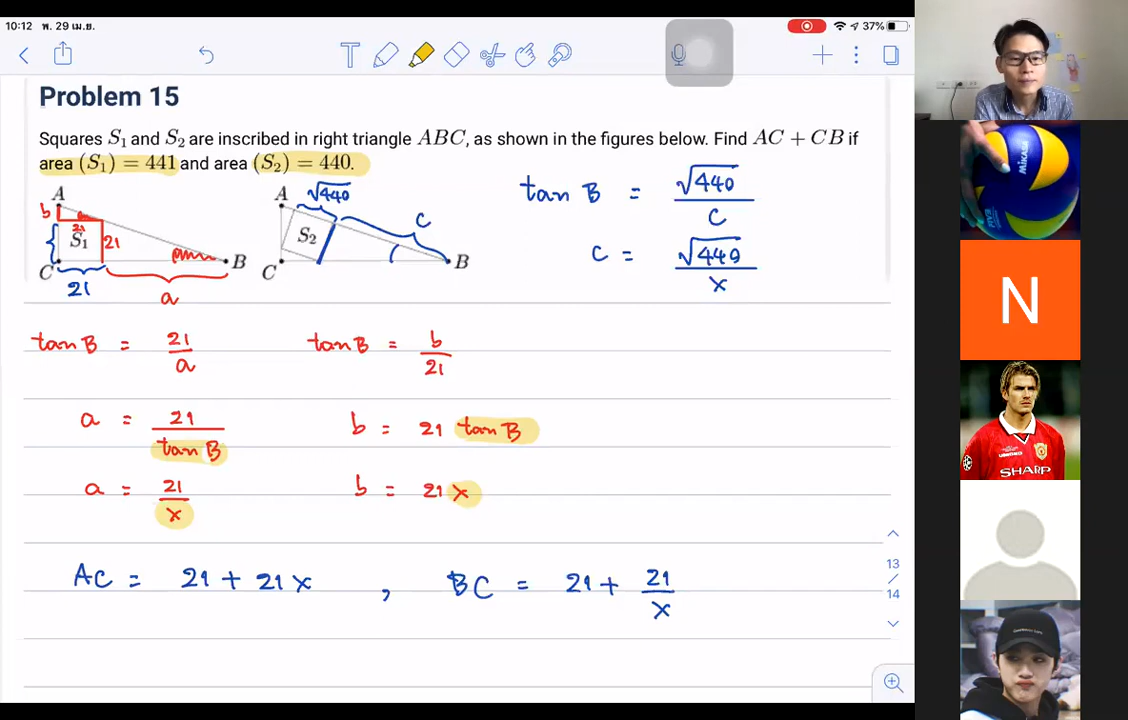 10:12 พ. 29 เม.ย.
37%
Problem 15
Squares S₁ and S₂ are inscribed in right triangle ABC, as shown in the figures below. Find AC + CB if
area (S₁) = 441 and area (S₂) = 440.
A
b
21
S₁
21
C
B
21
a
A
√440
c
S₂
C
B
tan B = √440 / c
c = √440 / x
tan B = 21 / a
tan B = b / 21
a = 21 / tan B
b = 21 tan B
a = 21 / x
b = 21 x
AC = 21 + 21 x , BC = 21 + 21 / x
13
/
14
MIKASA
N
SHARP